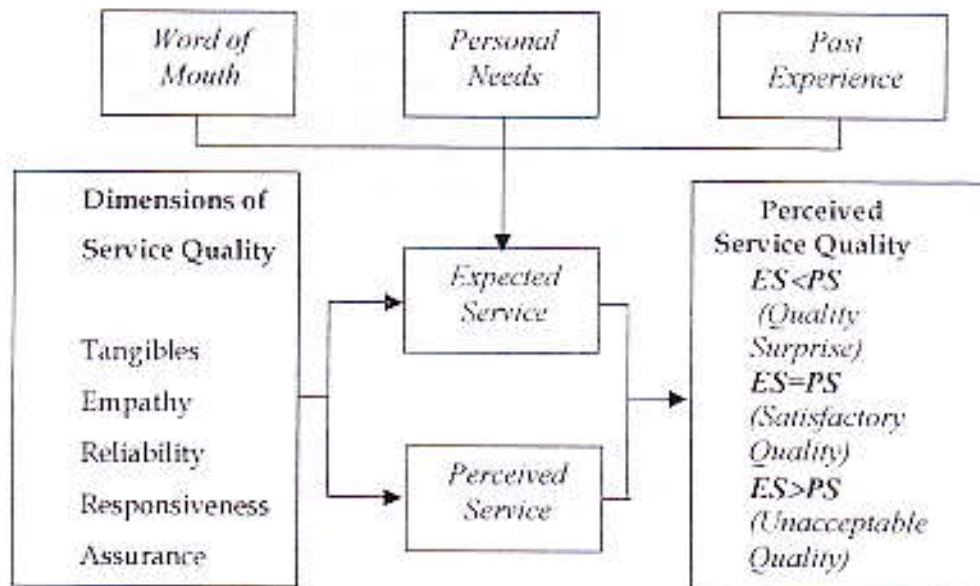 Word of
Mouth
Personal
Needs
Past
Experience
Dimensions of
Service Quality
Tangibles
Empathy
Reliability
Responsiveness
Assurance
Expected
Service
Perceived
Service
Perceived
Service Quality
ES<PS
(Quality
Surprise)
ES=PS
(Satisfactory
Quality)
ES>PS
(Unacceptable
Quality)